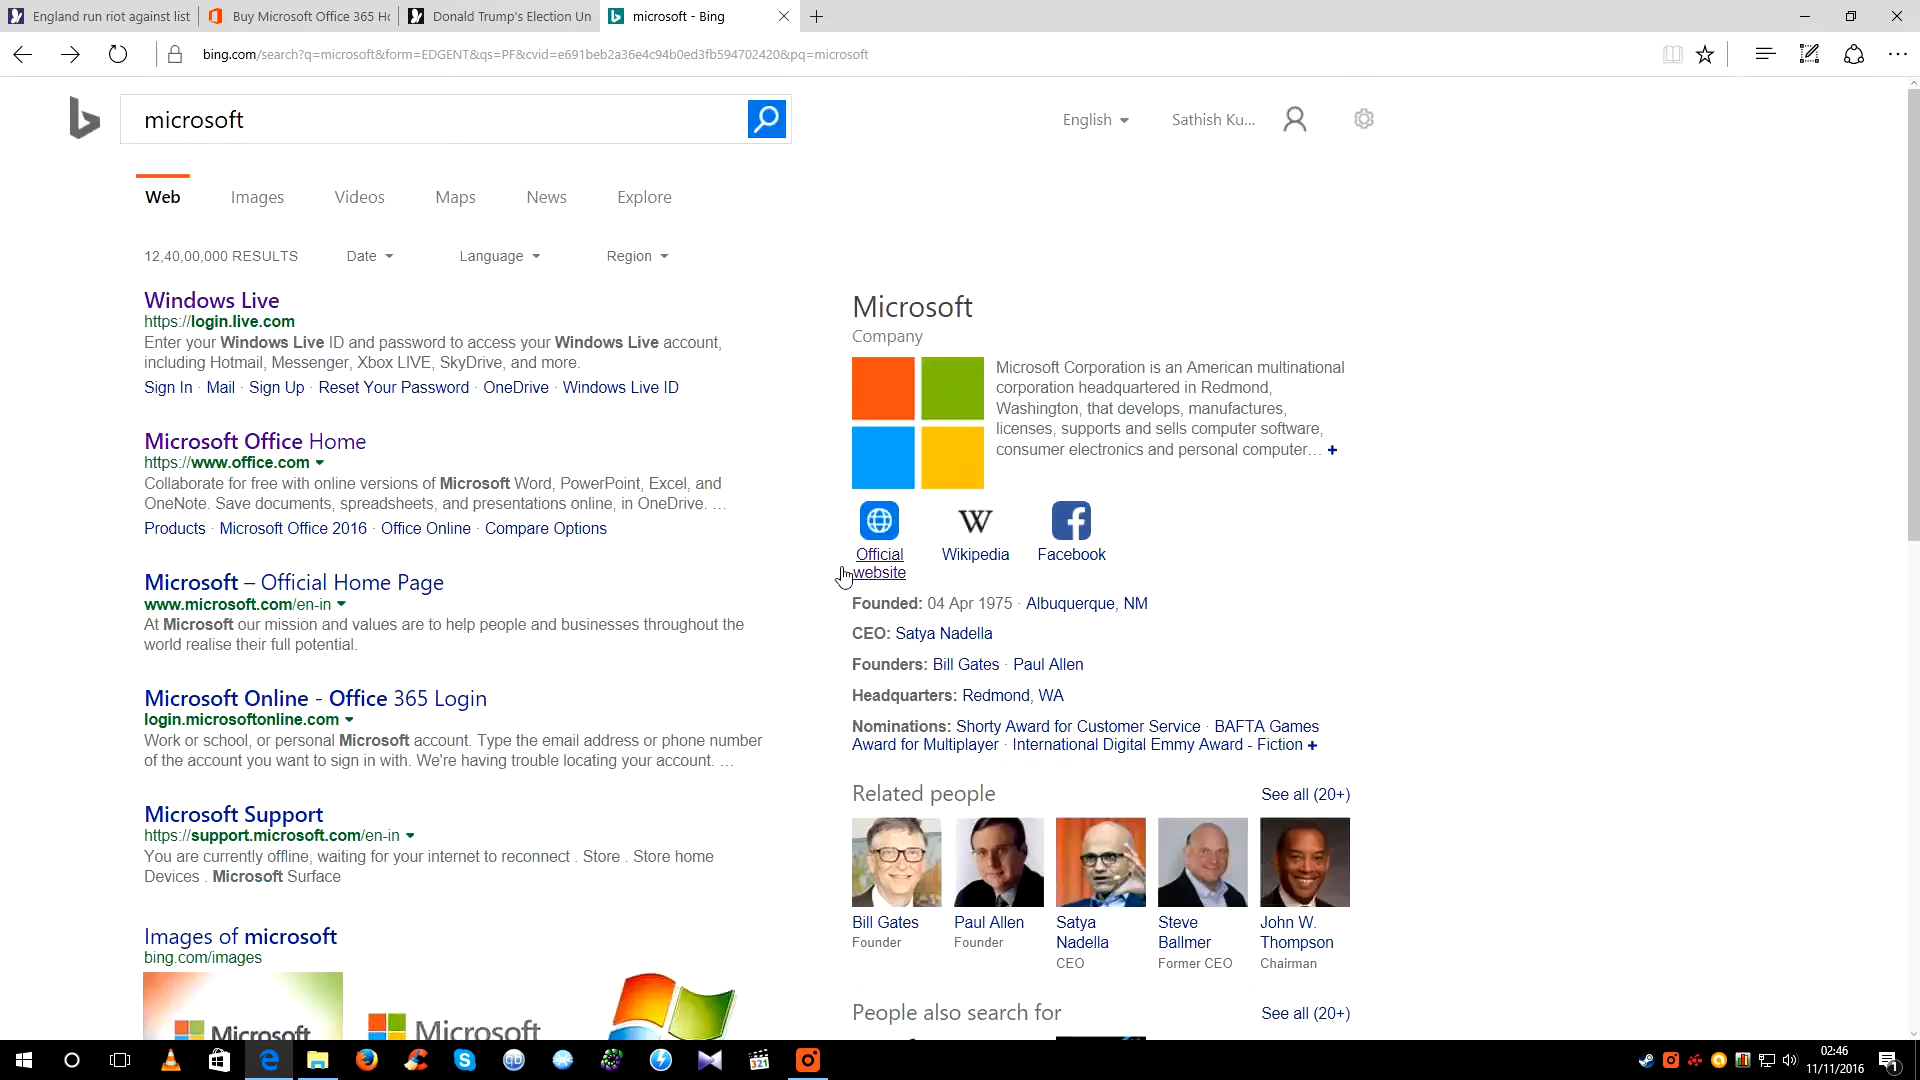 England run riot against list
Buy Microsoft Office 365 Ho
Donald Trump's Election Un
microsoft - Bing
bing.com/search?q=microsoft&form=EDGENT&qs=PF&cvid=e691beb2a36e4c94b0ed3fb594702420&pq=microsoft
microsoft
English
Sathish Ku...
Web Images Videos Maps News Explore
12,40,00,000 RESULTS Date Language Region
Windows Live
https://login.live.com
Enter your Windows Live ID and password to access your Windows Live account,
including Hotmail, Messenger, Xbox LIVE, SkyDrive, and more.
Sign In · Mail · Sign Up · Reset Your Password · OneDrive · Windows Live ID
Microsoft Office Home
https://www.office.com
Collaborate for free with online versions of Microsoft Word, PowerPoint, Excel, and
OneNote. Save documents, spreadsheets, and presentations online, in OneDrive. …
Products · Microsoft Office 2016 · Office Online · Compare Options
Microsoft – Official Home Page
www.microsoft.com/en-in
At Microsoft our mission and values are to help people and businesses throughout the
world realise their full potential.
Microsoft Online - Office 365 Login
login.microsoftonline.com
Work or school, or personal Microsoft account. Type the email address or phone number
of the account you want to sign in with. We're having trouble locating your account. …
Microsoft Support
https://support.microsoft.com/en-in
You are currently offline, waiting for your internet to reconnect . Store . Store home
Devices . Microsoft Surface
Images of microsoft
bing.com/images
Microsoft
Microsoft
Microsoft
Company
Microsoft Corporation is an American multinational
corporation headquartered in Redmond,
Washington, that develops, manufactures,
licenses, supports and sells computer software,
consumer electronics and personal computer… +
Official
website
W
Wikipedia
f
Facebook
Founded: 04 Apr 1975 · Albuquerque, NM
CEO: Satya Nadella
Founders: Bill Gates · Paul Allen
Headquarters: Redmond, WA
Nominations: Shorty Award for Customer Service · BAFTA Games
Award for Multiplayer · International Digital Emmy Award - Fiction +
Related people
See all (20+)
Bill Gates
Founder
Paul Allen
Founder
Satya
Nadella
CEO
Steve
Ballmer
Former CEO
John W.
Thompson
Chairman
People also search for
See all (20+)
321
02:46
11/11/2016
1